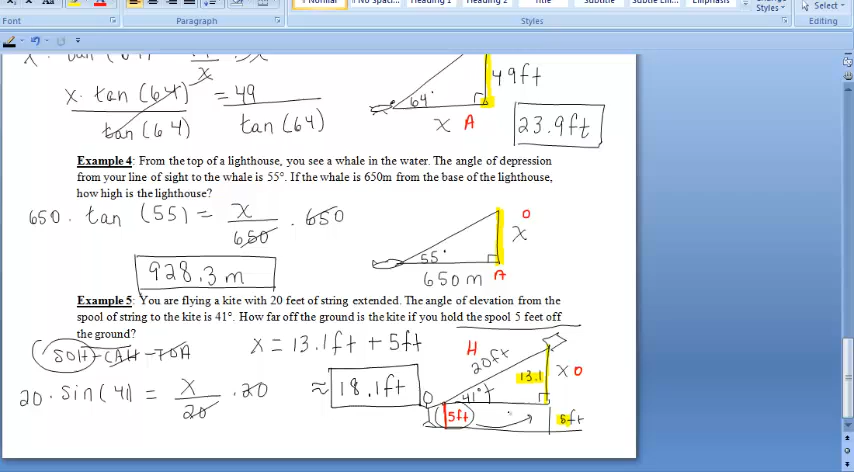 Font
Paragraph
Styles
Editing
Normal
Heading 1
Heading 2
Title
Emphasis
Select
Styles
x
x · tan (64) = 49
tan (64) tan (64)
49ft
64°
x A
23.9ft
Example 4: From the top of a lighthouse, you see a whale in the water. The angle of depression
from your line of sight to the whale is 55°. If the whale is 650m from the base of the lighthouse,
how high is the lighthouse?
650 · tan (55) = x · 650
650
928.3 m
O
x
55°
650 m A
Example 5: You are flying a kite with 20 feet of string extended. The angle of elevation from the
spool of string to the kite is 41°. How far off the ground is the kite if you hold the spool 5 feet off
the ground?
SOH-CAH-TOA
x = 13.1ft + 5ft
20 · sin(41) = x · 20
20
≈ 18.1ft
H
20ft
13.1
x O
41°
5ft
5ft